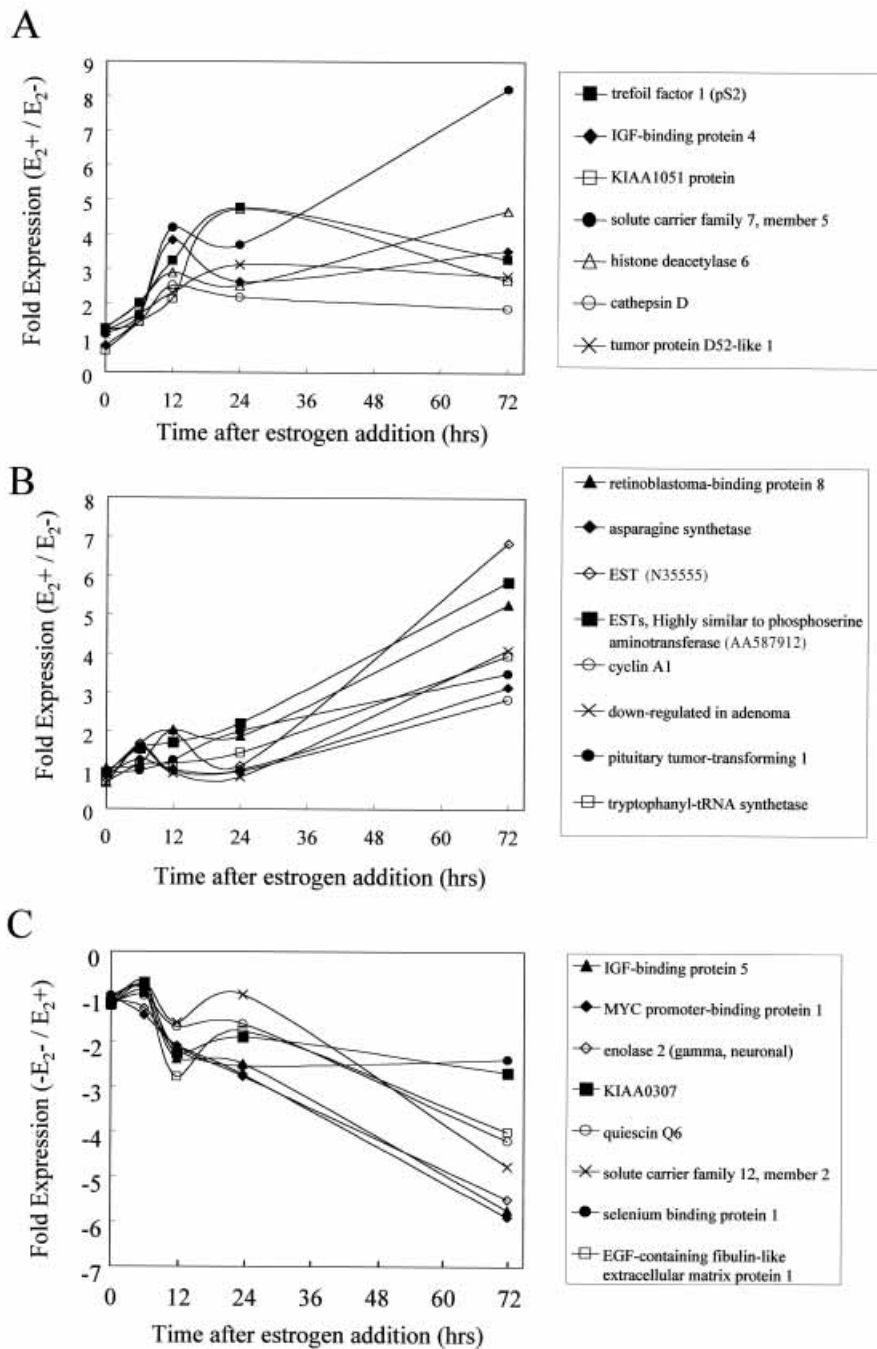 A
Fold Expression (E2+ / E2-)
9
8
7
6
5
4
3
2
1
0
0 12 24 36 48 60 72
Time after estrogen addition (hrs)
trefoil factor 1 (pS2)
IGF-binding protein 4
KIAA1051 protein
solute carrier family 7, member 5
histone deacetylase 6
cathepsin D
tumor protein D52-like 1
B
Fold Expression (E2+ / E2-)
8
7
6
5
4
3
2
1
0
0 12 24 36 48 60 72
Time after estrogen addition (hrs)
retinoblastoma-binding protein 8
asparagine synthetase
EST (N35555)
ESTs, Highly similar to phosphoserine
aminotransferase (AA587912)
cyclin A1
down-regulated in adenoma
pituitary tumor-transforming 1
tryptophanyl-tRNA synthetase
C
Fold Expression (-E2- / E2+)
0
-1
-2
-3
-4
-5
-6
-7
0 12 24 36 48 60 72
Time after estrogen addition (hrs)
IGF-binding protein 5
MYC promoter-binding protein 1
enolase 2 (gamma, neuronal)
KIAA0307
quiescin Q6
solute carrier family 12, member 2
selenium binding protein 1
EGF-containing fibulin-like
extracellular matrix protein 1